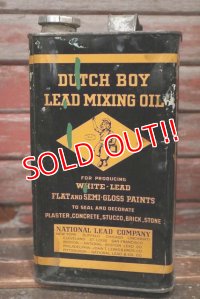 DUTCH BOY
LEAD MIXING OIL
SOLD OUT!!
FOR PRODUCING
WHITE-LEAD
FLAT AND SEMI-GLOSS PAINTS
TO SEAL AND DECORATE
PLASTER, CONCRETE, STUCCO, BRICK, STONE
NATIONAL LEAD COMPANY